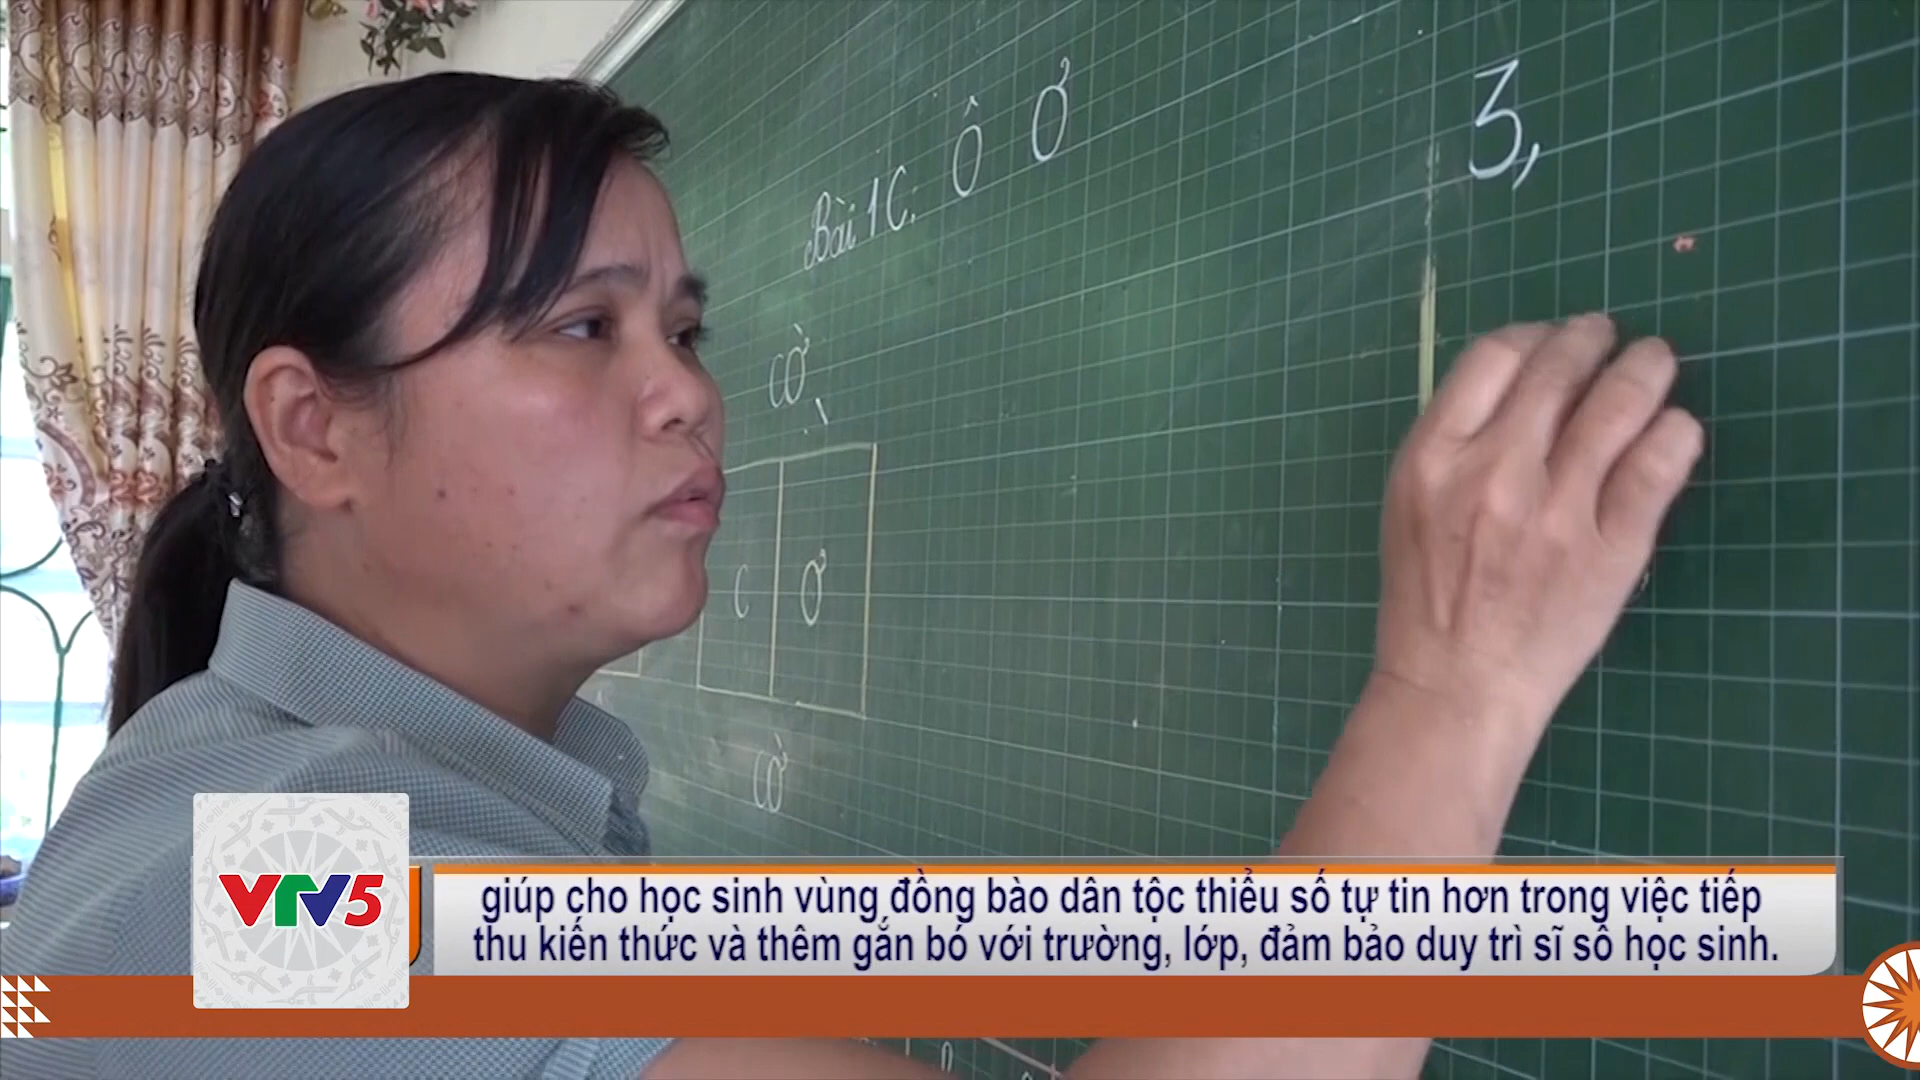 Ô Ơ
3,
Bài 1C:
cờ
c ơ
cờ
VTV5
giúp cho học sinh vùng đồng bào dân tộc thiểu số tự tin hơn trong việc tiếp
thu kiến thức và thêm gắn bó với trường, lớp, đảm bảo duy trì sĩ số học sinh.